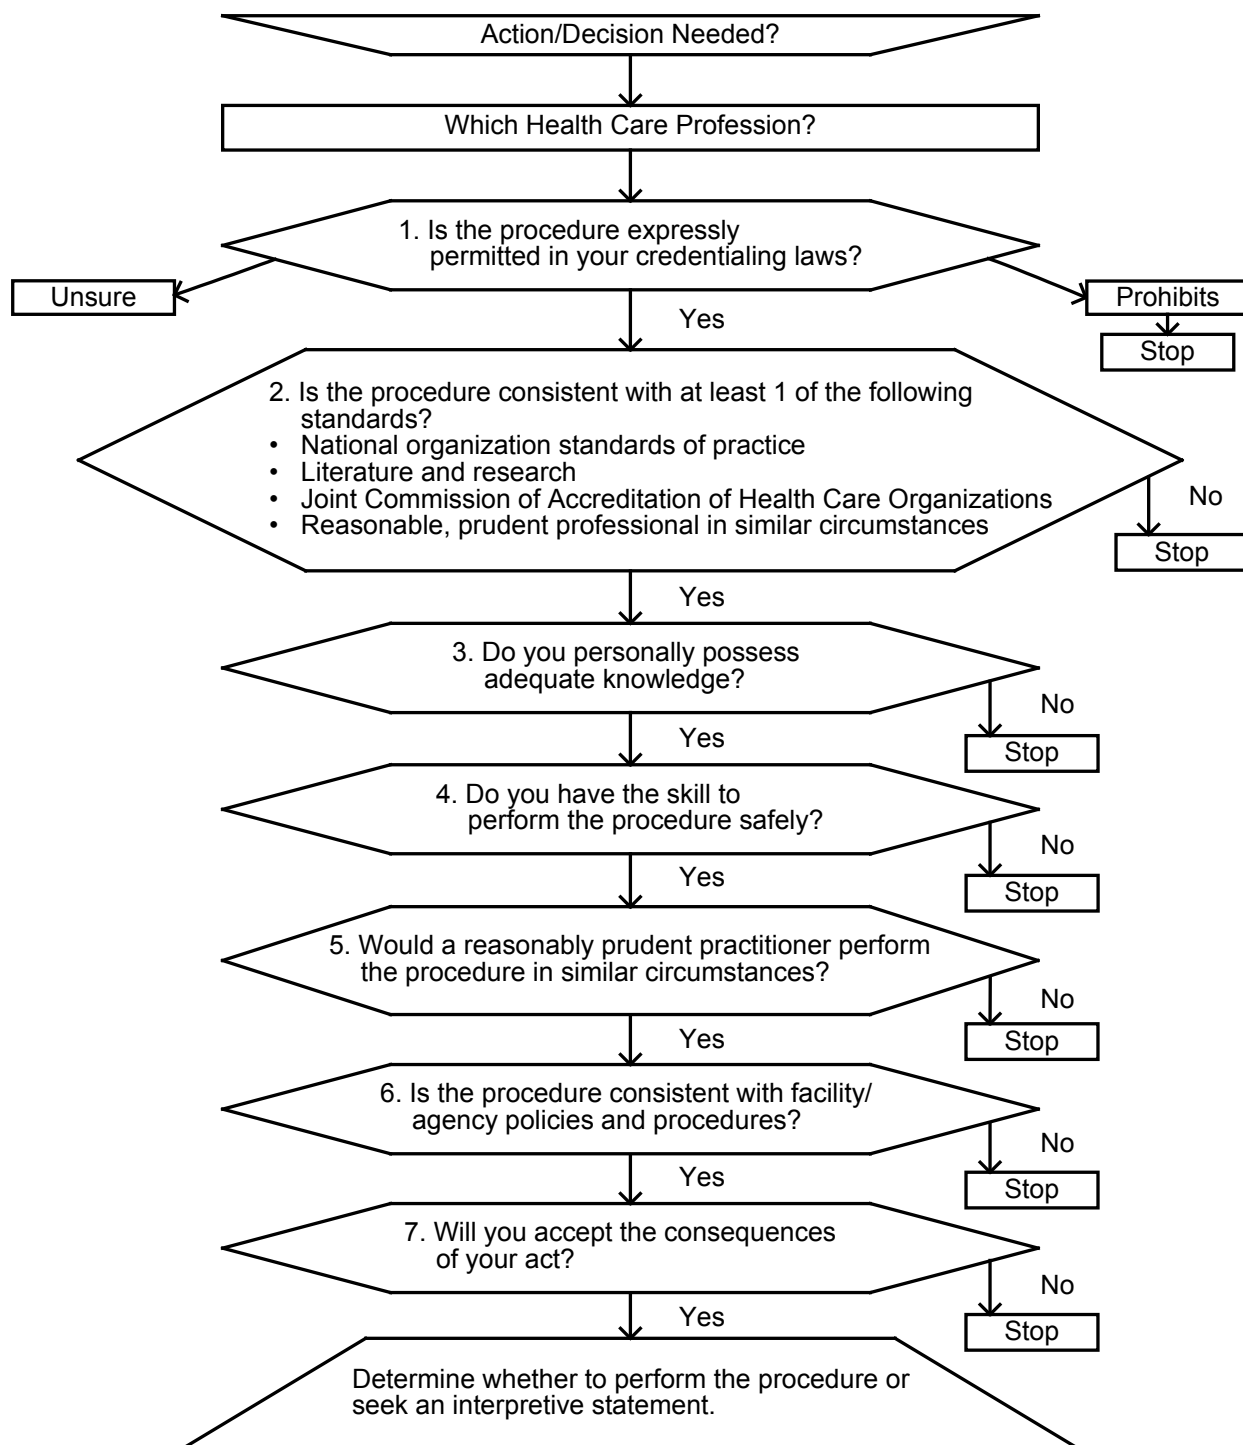 Action/Decision Needed?
Which Health Care Profession?
1. Is the procedure expressly
permitted in your credentialing laws?
Unsure
Prohibits
Yes
Stop
2. Is the procedure consistent with at least 1 of the following
standards?
• National organization standards of practice
• Literature and research
• Joint Commission of Accreditation of Health Care Organizations
• Reasonable, prudent professional in similar circumstances
No
Stop
Yes
3. Do you personally possess
adequate knowledge?
No
Yes
Stop
4. Do you have the skill to
perform the procedure safely?
No
Yes
Stop
5. Would a reasonably prudent practitioner perform
the procedure in similar circumstances?
No
Yes
Stop
6. Is the procedure consistent with facility/
agency policies and procedures?
No
Yes
Stop
7. Will you accept the consequences
of your act?
No
Yes
Stop
Determine whether to perform the procedure or
seek an interpretive statement.